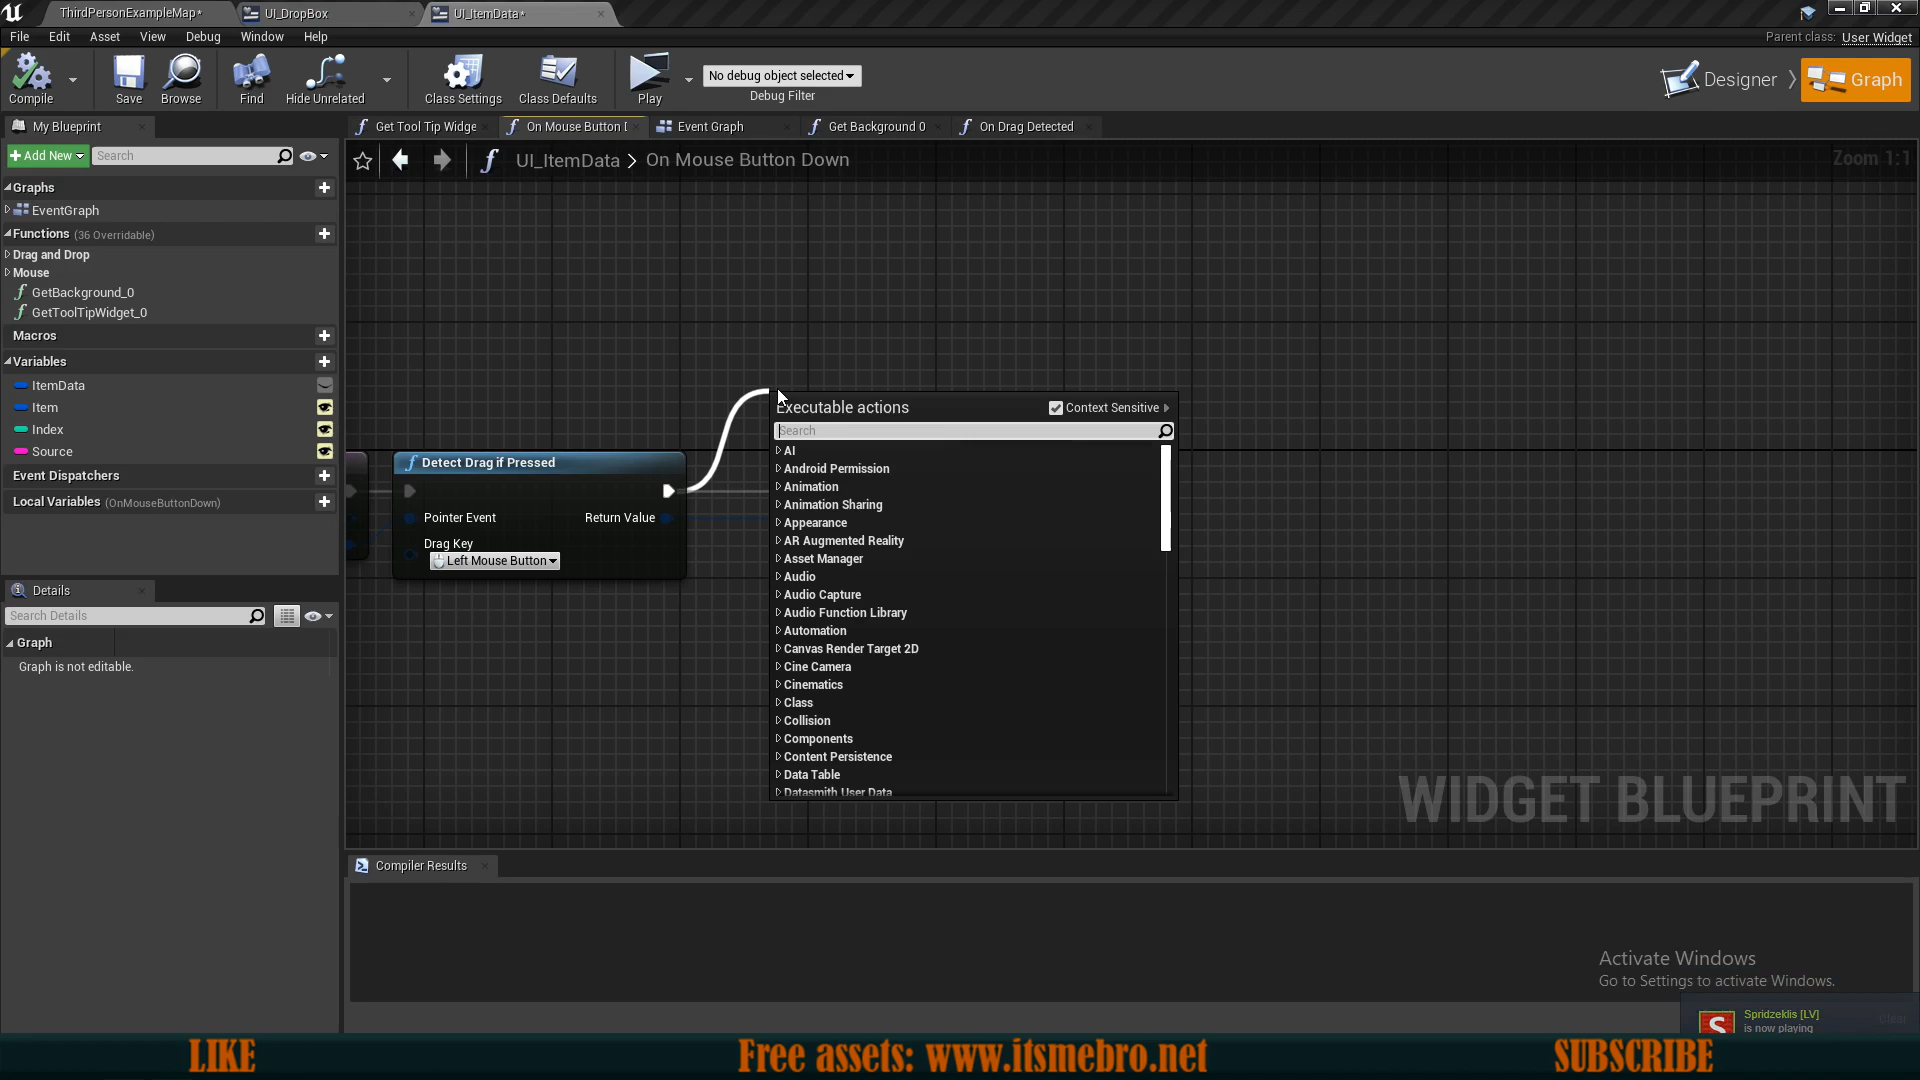 ThirdPersonExampleMap*
UI_DropBox
UI_ItemData*
File Edit Asset View Debug Window Help
Parent class: User Widget
Compile
Save
Browse
Find
Hide Unrelated
Class Settings
Class Defaults
Play
No debug object selected
Debug Filter
Designer
Graph
My Blueprint
Get Tool Tip Widge
On Mouse Button D
Event Graph
Get Background 0
On Drag Detected
Add New
Search
UI_ItemData > On Mouse Button Down
Zoom 1:1
Graphs
EventGraph
Functions (36 Overridable)
Drag and Drop
Mouse
GetBackground_0
GetToolTipWidget_0
Macros
Variables
ItemData
Item
Index
Source
Event Dispatchers
Local Variables (OnMouseButtonDown)
Details
Search Details
Graph
Graph is not editable.
Detect Drag if Pressed
Pointer Event
Return Value
Drag Key
Left Mouse Button
Executable actions
Context Sensitive
Search
AI
Android Permission
Animation
Animation Sharing
Appearance
AR Augmented Reality
Asset Manager
Audio
Audio Capture
Audio Function Library
Automation
Canvas Render Target 2D
Cine Camera
Cinematics
Class
Collision
Components
Content Persistence
Data Table
Datasmith User Data
WIDGET BLUEPRINT
Compiler Results
Activate Windows
Go to Settings to activate Windows.
Spridzeklis [LV]
is now playing
Clear
LIKE
Free assets: www.itsmebro.net
SUBSCRIBE